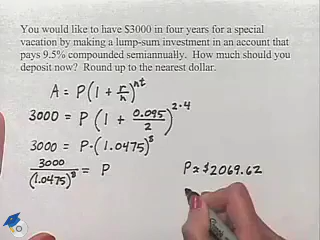 You would like to have $3000 in four years for a special
vacation by making a lump-sum investment in an account that
pays 9.5% compounded semiannually. How much should you
deposit now? Round up to the nearest dollar.
A = P(1 + r/n)^nt
3000 = P(1 + 0.095/2)^2·4
3000 = P·(1.0475)^8
3000/(1.0475)^8 = P
P≈$2069.62